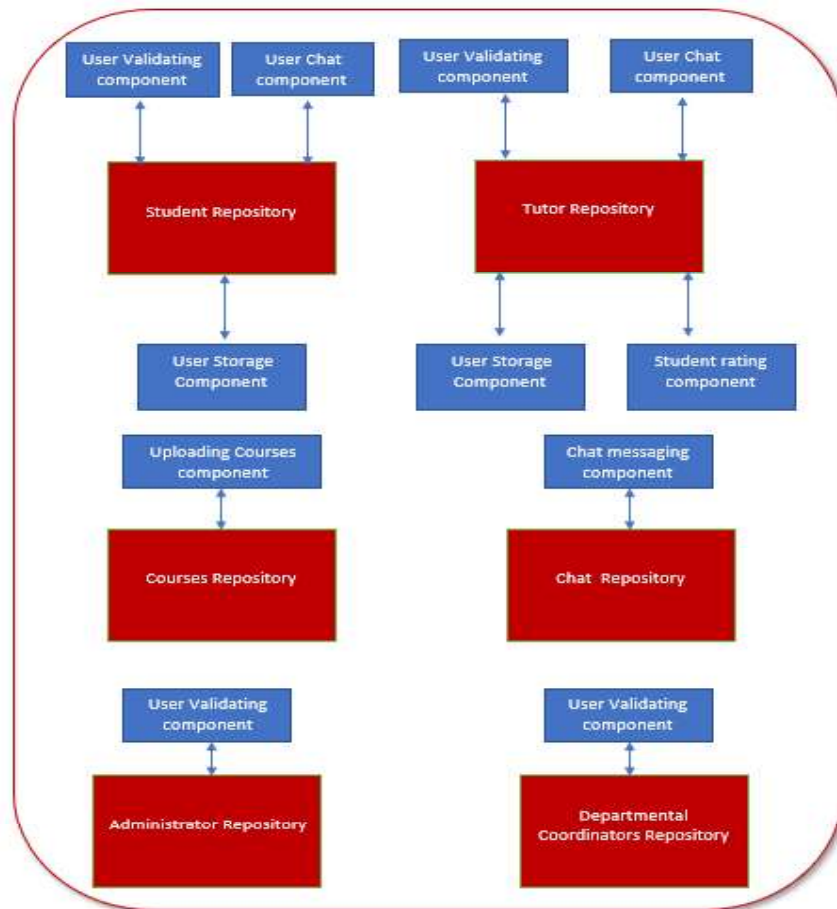 User Validating
component
User Chat
component
User Validating
component
User Chat
component
Student Repository
Tutor Repository
User Storage
Component
User Storage
Component
Student rating
component
Uploading Courses
component
Chat messaging
component
Courses Repository
Chat Repository
User Validating
component
User Validating
component
Administrator Repository
Departmental
Coordinators Repository